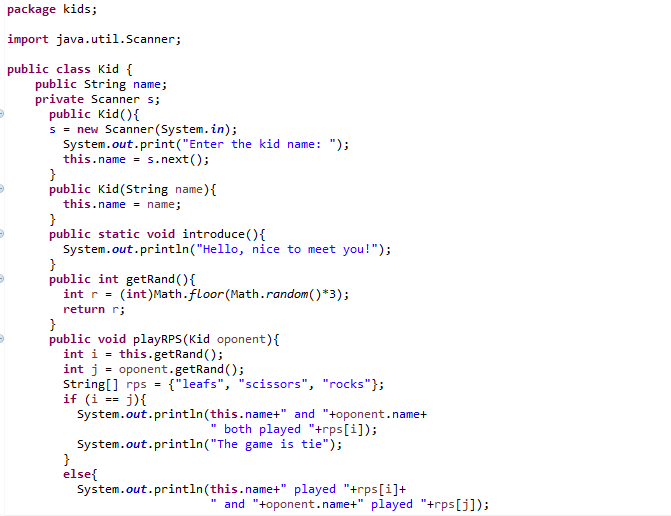 package kids;
import java.util.Scanner;
public class Kid {
public String name;
private Scanner s;
public Kid(){
s = new Scanner(System.in);
System.out.print("Enter the kid name: ");
this.name = s.next();
}
public Kid(String name){
this.name = name;
}
public static void introduce(){
System.out.println("Hello, nice to meet you!");
}
public int getRand(){
int r = (int)Math.floor(Math.random()*3);
return r;
}
public void playRPS(Kid oponent){
int i = this.getRand();
int j = oponent.getRand();
String[] rps = {"leafs", "scissors", "rocks"};
if (i == j){
System.out.println(this.name+" and "+oponent.name+
" both played "+rps[i]);
System.out.println("The game is tie");
}
else{
System.out.println(this.name+" played "+rps[i]+
" and "+oponent.name+" played "+rps[j]);